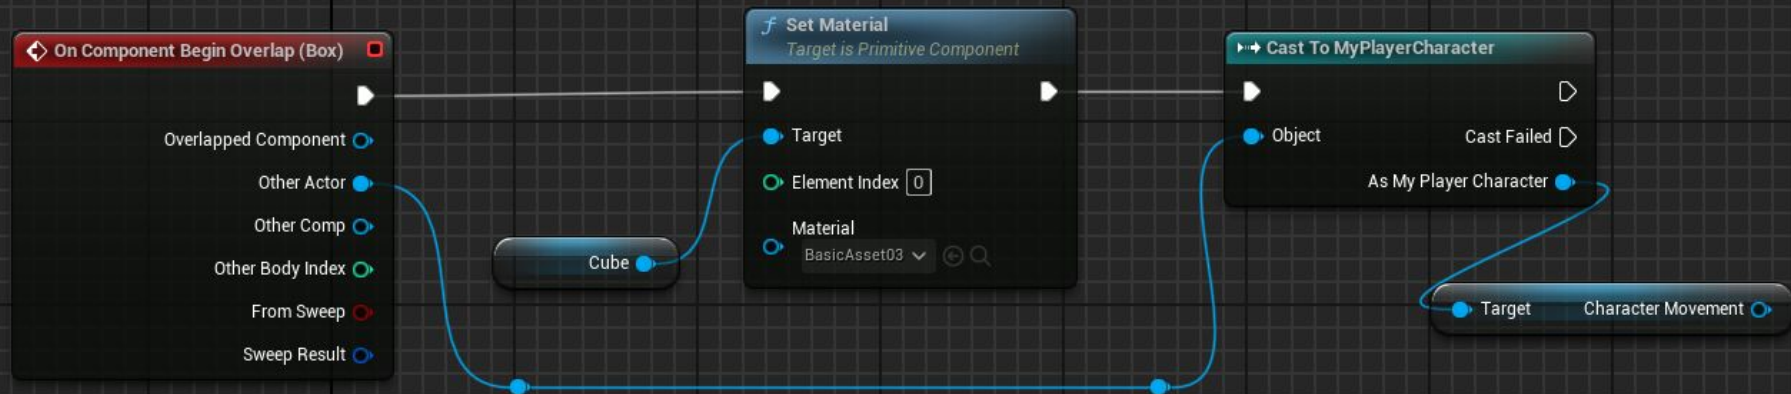 On Component Begin Overlap (Box)
Overlapped Component
Other Actor
Other Comp
Other Body Index
From Sweep
Sweep Result
Cube
f Set Material
Target is Primitive Component
Target
Element Index 0
Material
BasicAsset03
Cast To MyPlayerCharacter
Object
Cast Failed
As My Player Character
Target Character Movement